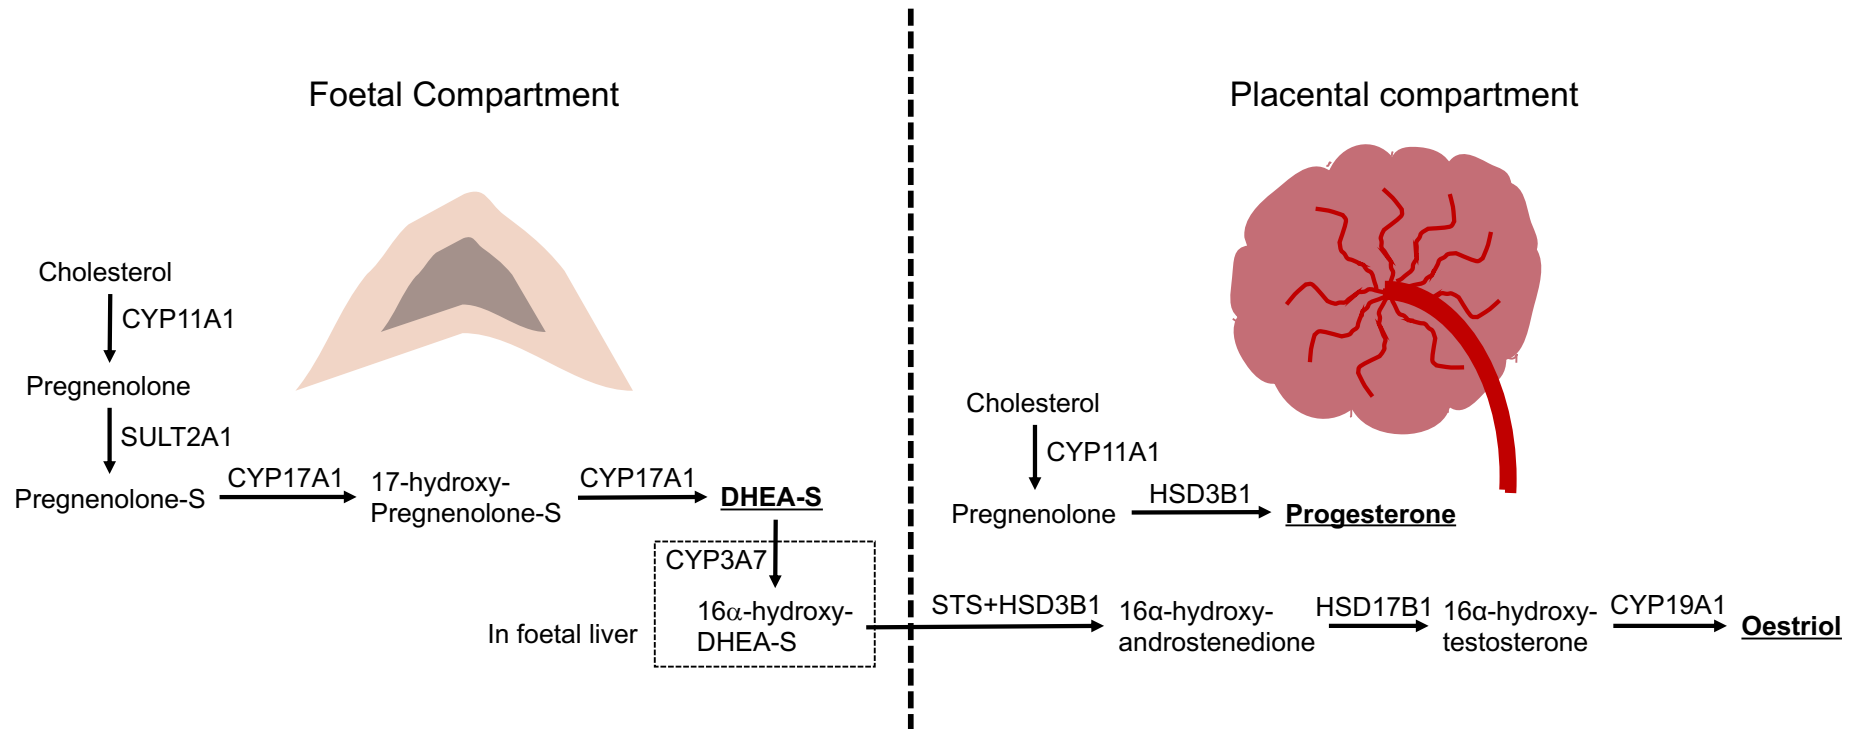 Foetal Compartment
Placental compartment
Cholesterol
CYP11A1
Pregnenolone
SULT2A1
Pregnenolone-S
CYP17A1
17-hydroxy-
Pregnenolone-S
CYP17A1
DHEA-S
CYP3A7
16α-hydroxy-
DHEA-S
In foetal liver
Cholesterol
CYP11A1
Pregnenolone
HSD3B1
Progesterone
STS+HSD3B1
16α-hydroxy-
androstenedione
HSD17B1
16α-hydroxy-
testosterone
CYP19A1
Oestriol